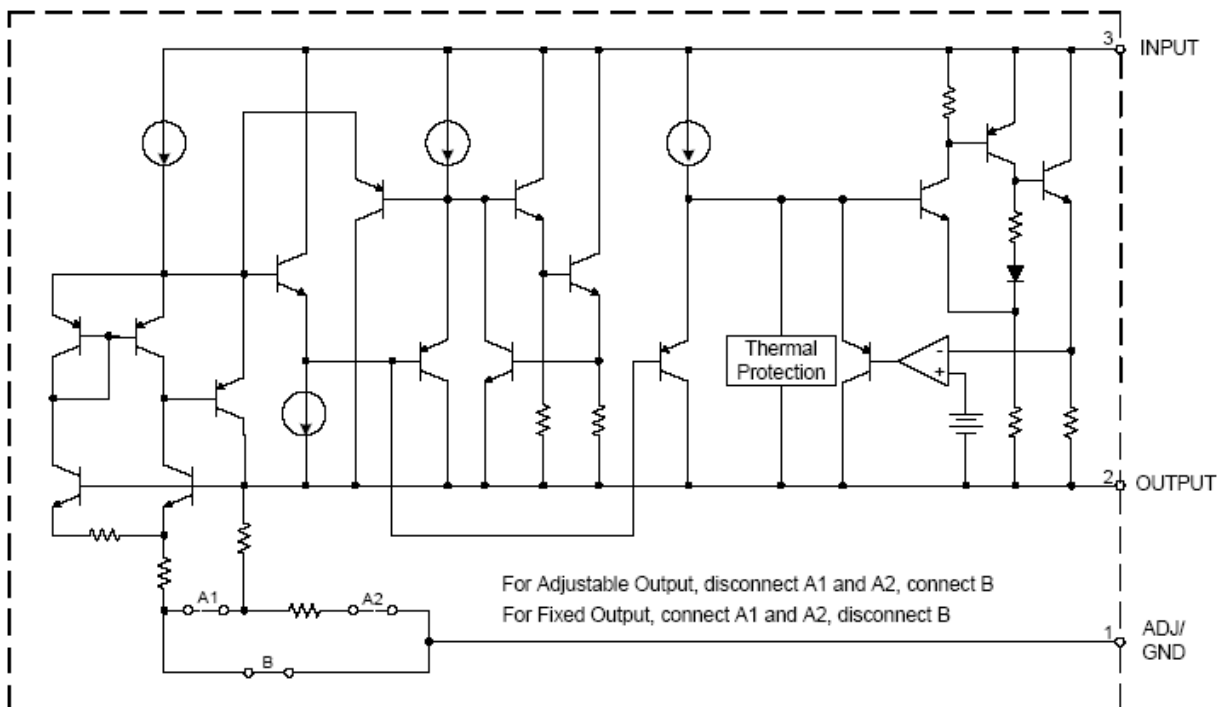 3 INPUT
Thermal
Protection
-
+
2 OUTPUT
For Adjustable Output, disconnect A1 and A2, connect B
For Fixed Output, connect A1 and A2, disconnect B
A1
A2
B
1 ADJ/
GND